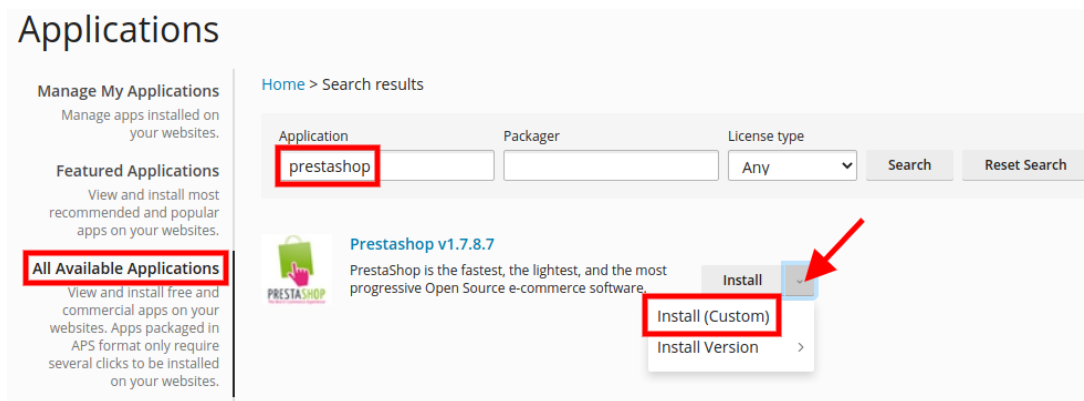 Applications
Manage My Applications
Manage apps installed on
your websites.
Featured Applications
View and install most
recommended and popular
apps on your websites.
All Available Applications
View and install free and
commercial apps on your
websites. Apps packaged in
APS format only require
several clicks to be installed
on your websites.
Home > Search results
Application Packager License type
prestashop Any Search Reset Search
Prestashop v1.7.8.7
PrestaShop is the fastest, the lightest, and the most
progressive Open Source e-commerce software.
PRESTASHOP
Install
Install (Custom)
Install Version >